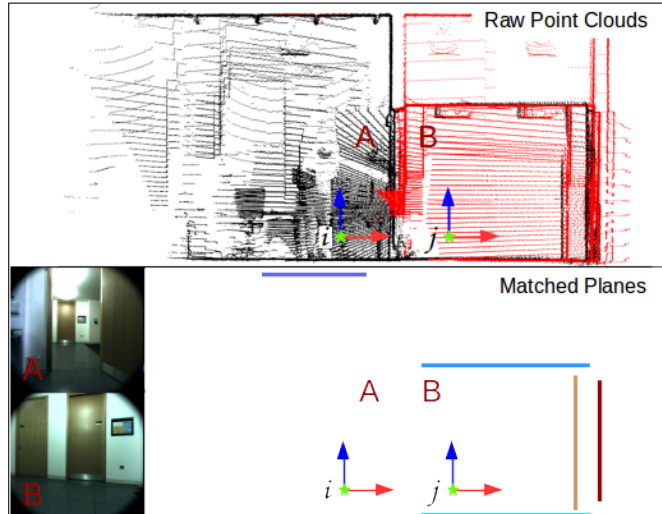 Raw Point Clouds
A B
i j
Matched Planes
A
A B
i j
B